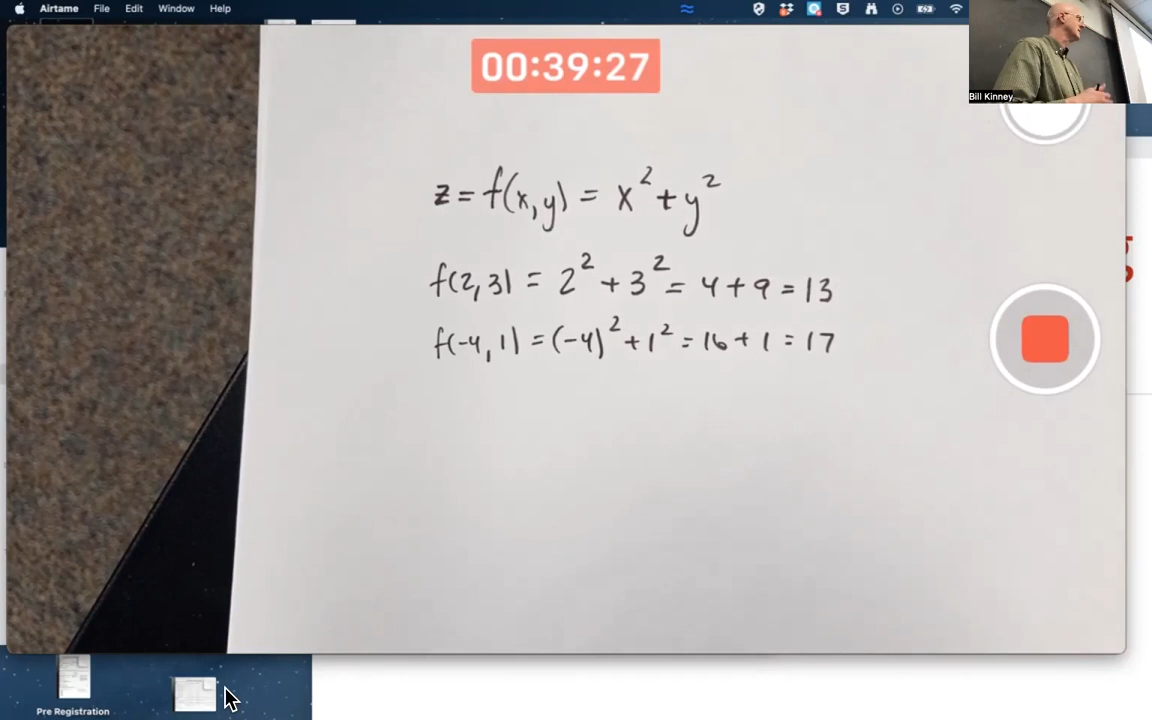 Airtame File Edit Window Help
00:39:27
Bill Kinney
z = f(x,y) = x² + y²
f(2,3) = 2² + 3² = 4 + 9 = 13
f(-4,1) = (-4)² + 1² = 16 + 1 = 17
Pre Registration